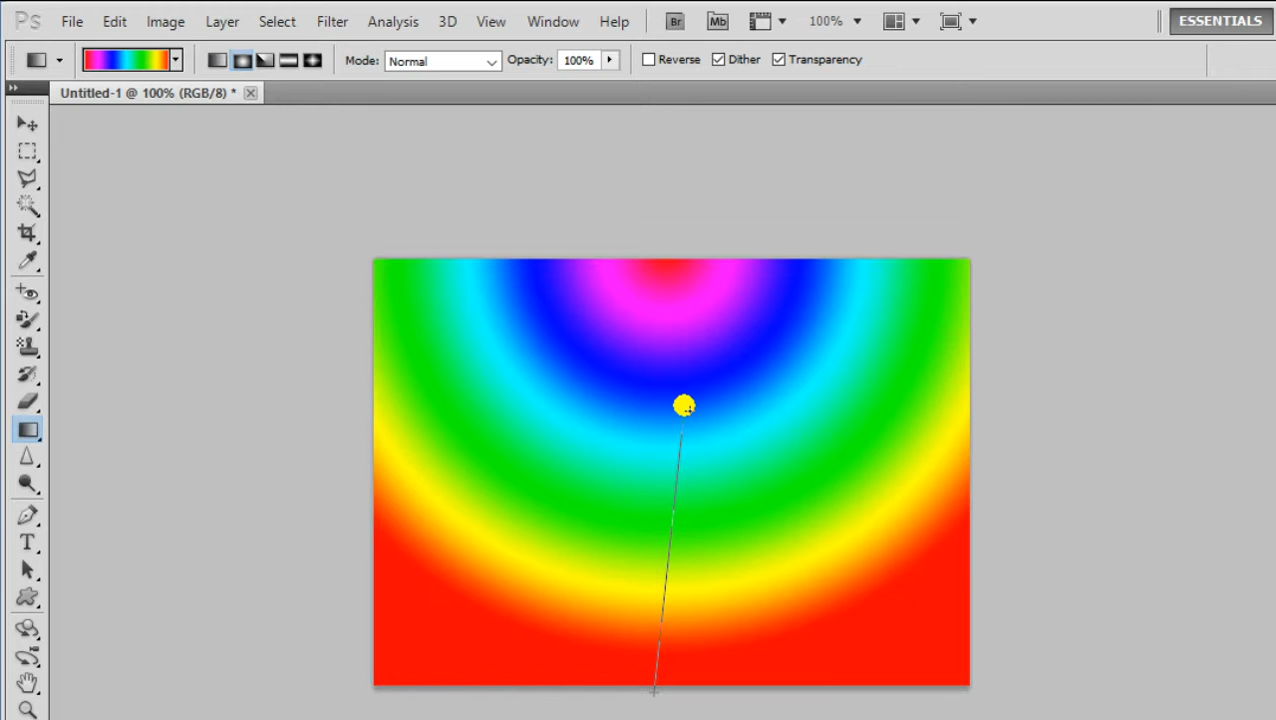 Ps File Edit Image Layer Select Filter Analysis 3D View Window Help Br Mb 100% ESSENTIALS
Mode: Normal Opacity: 100% Reverse Dither Transparency
Untitled-1 @ 100% (RGB/8) *
T